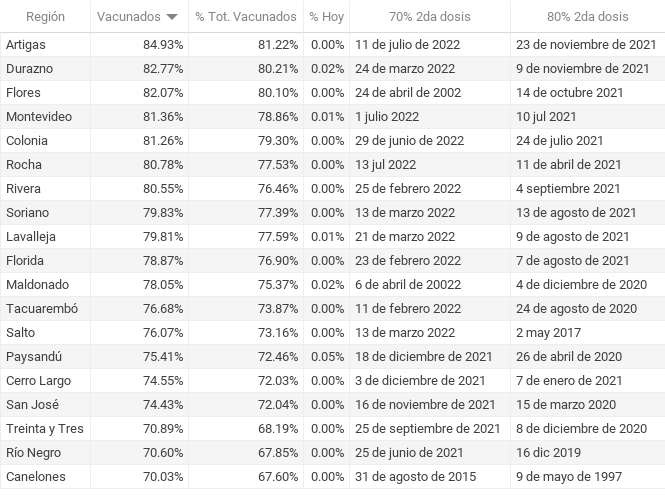 Región Vacunados % Tot. Vacunados % Hoy 70% 2da dosis 80% 2da dosis
Artigas 84.93% 81.22% 0.00% 11 de julio de 2022 23 de noviembre de 2021
Durazno 82.77% 80.21% 0.02% 24 de marzo 2022 9 de noviembre de 2021
Flores 82.07% 80.10% 0.00% 24 de abril de 2002 14 de octubre 2021
Montevideo 81.36% 78.86% 0.01% 1 julio 2022 10 jul 2021
Colonia 81.26% 79.30% 0.00% 29 de junio de 2022 24 de julio 2021
Rocha 80.78% 77.53% 0.00% 13 jul 2022 11 de abril de 2021
Rivera 80.55% 76.46% 0.00% 25 de febrero 2022 4 septiembre 2021
Soriano 79.83% 77.39% 0.00% 13 de marzo 2022 13 de agosto de 2021
Lavalleja 79.81% 77.59% 0.01% 21 de marzo 2022 9 de agosto de 2021
Florida 78.87% 76.90% 0.00% 23 de febrero 2022 7 de agosto de 2021
Maldonado 78.05% 75.37% 0.02% 6 de abril de 20022 4 de diciembre de 2020
Tacuarembó 76.68% 73.87% 0.00% 11 de febrero 2022 24 de agosto de 2020
Salto 76.07% 73.16% 0.00% 13 de marzo 2022 2 may 2017
Paysandú 75.41% 72.46% 0.05% 18 de diciembre de 2021 26 de abril de 2020
Cerro Largo 74.55% 72.03% 0.00% 3 de diciembre de 2021 7 de enero de 2021
San José 74.43% 72.04% 0.00% 16 de noviembre de 2021 15 de marzo 2020
Treinta y Tres 70.89% 68.19% 0.00% 25 de septiembre de 2021 8 de diciembre de 2020
Río Negro 70.60% 67.85% 0.00% 25 de junio de 2021 16 dic 2019
Canelones 70.03% 67.60% 0.00% 31 de agosto de 2015 9 de mayo de 1997